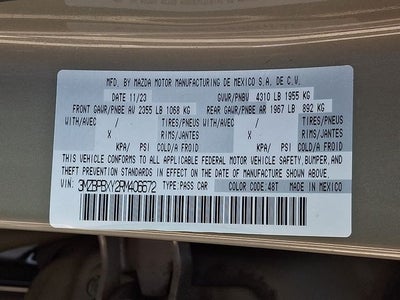 MFD. BY MAZDA MOTOR MANUFACTURING DE MEXICO S.A. DE C.V.
DATE 11/23 GVWR/PNBV 4310 LB 1955 KG
FRONT GAWR/PNBE AV 2355 LB 1068 KG REAR GAWR/PNBE AR 1967 LB 892 KG
WITH/AVEC / TIRES/PNEUS WITH/AVEC / TIRES/PNEUS
X RIMS/JANTES X RIMS/JANTES
KPA/ PSI COLD/A FROID KPA/ PSI COLD/A FROID
THIS VEHICLE CONFORMS TO ALL APPLICABLE FEDERAL MOTOR VEHICLE SAFETY, BUMPER, AND
THEFT PREVENTION STANDARDS IN EFFECT ON THE DATE OF MANUFACTURE SHOWN ABOVE.
VIN: 3MZBPBXY2RM406672 TYPE:PASS CAR COLOR CODE:48T MADE IN MEXICO